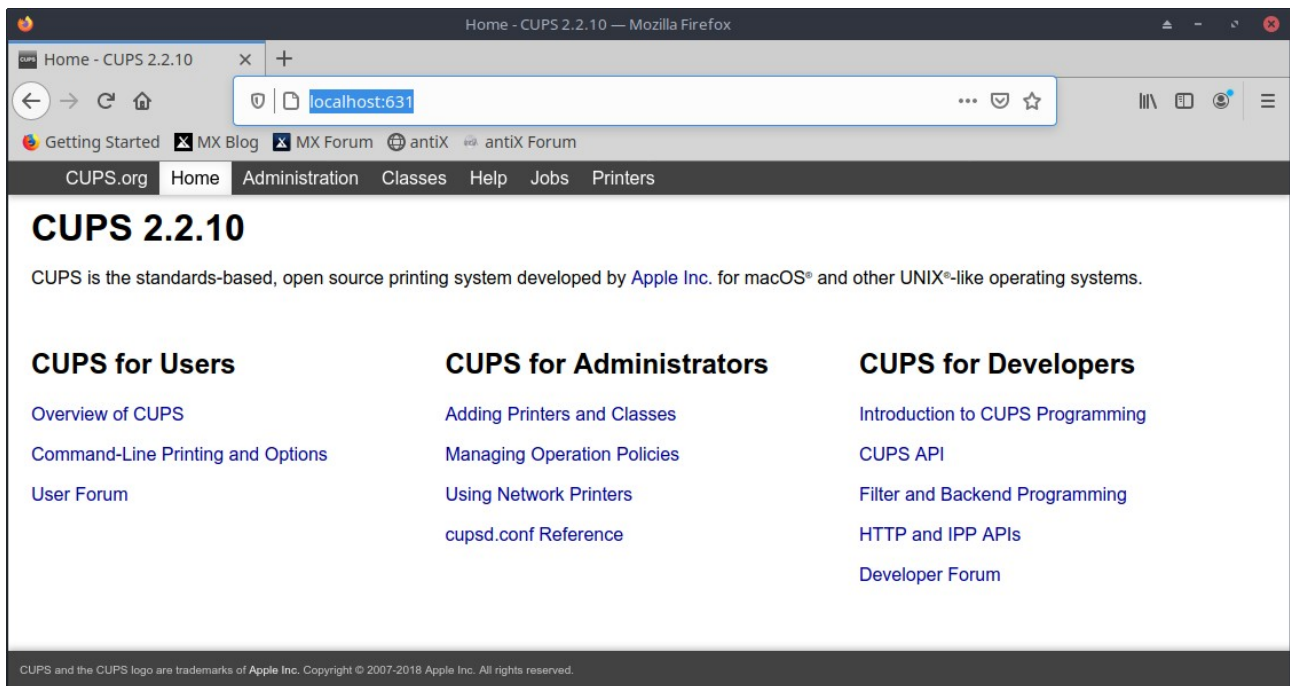 Home - CUPS 2.2.10 — Mozilla Firefox
CUPS Home - CUPS 2.2.10
localhost:631
Getting Started MX Blog MX Forum antiX antiX Forum
CUPS.org Home Administration Classes Help Jobs Printers
CUPS 2.2.10
CUPS is the standards-based, open source printing system developed by Apple Inc. for macOS® and other UNIX®-like operating systems.
CUPS for Users
Overview of CUPS
Command-Line Printing and Options
User Forum
CUPS for Administrators
Adding Printers and Classes
Managing Operation Policies
Using Network Printers
cupsd.conf Reference
CUPS for Developers
Introduction to CUPS Programming
CUPS API
Filter and Backend Programming
HTTP and IPP APIs
Developer Forum
CUPS and the CUPS logo are trademarks of Apple Inc. Copyright © 2007-2018 Apple Inc. All rights reserved.